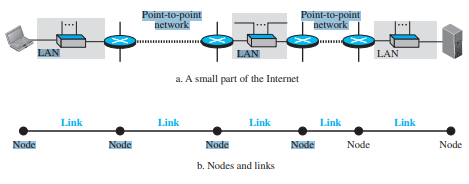 Point-to-point
network
Point-to-point
network
LAN
LAN
LAN
a. A small part of the Internet
Link Link Link Link Link
Node Node Node Node Node Node
b. Nodes and links